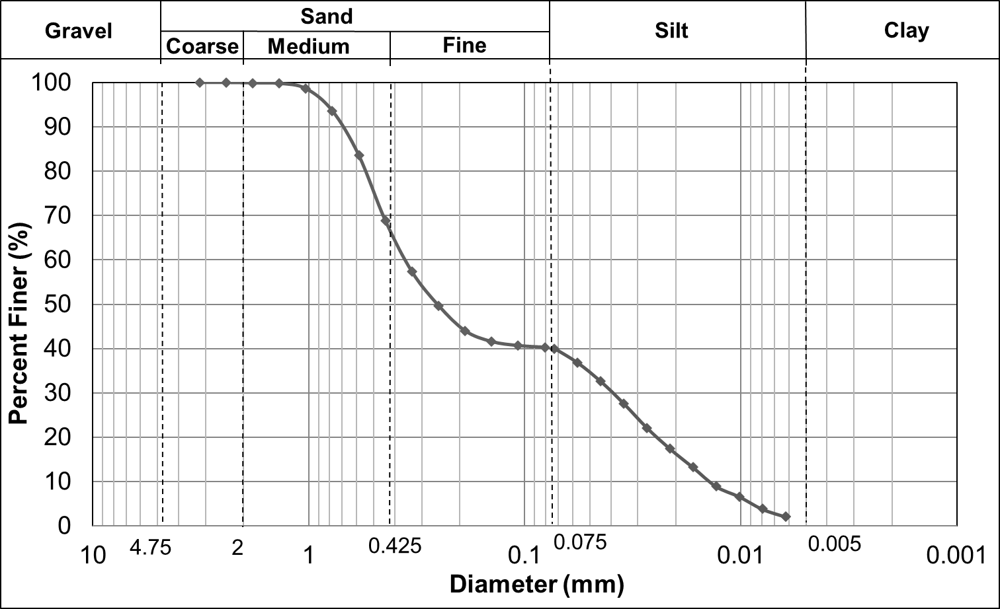 Gravel
Sand
Silt
Clay
Coarse
Medium
Fine
100
90
80
70
60
50
40
30
20
10
0
Percent Finer (%)
10
4.75
2
1
0.425
0.1
0.075
0.01
0.005
0.001
Diameter (mm)